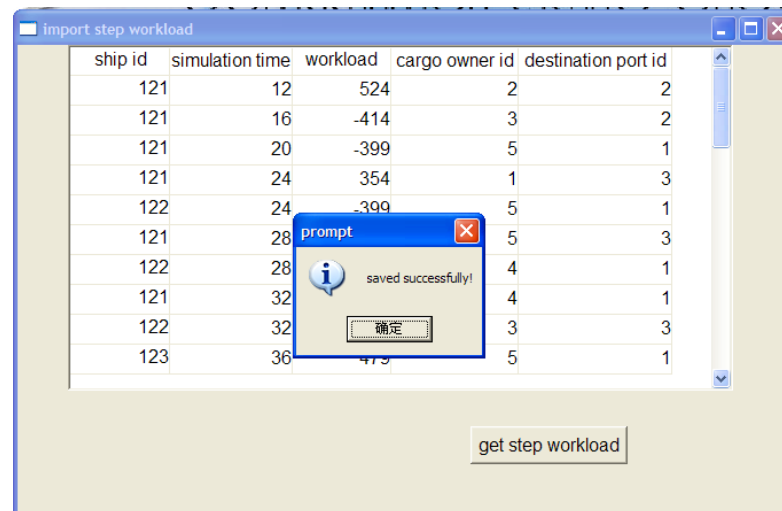 import step workload
ship id simulation time workload cargo owner id destination port id
121 12 524 2 2
121 16 -414 3 2
121 20 -399 5 1
121 24 354 1 3
122 24 -399 5 1
121 28 5 3
122 28 4 1
121 32 4 1
122 32 3 3
123 36 5 1
prompt
saved successfully!
确定
get step workload